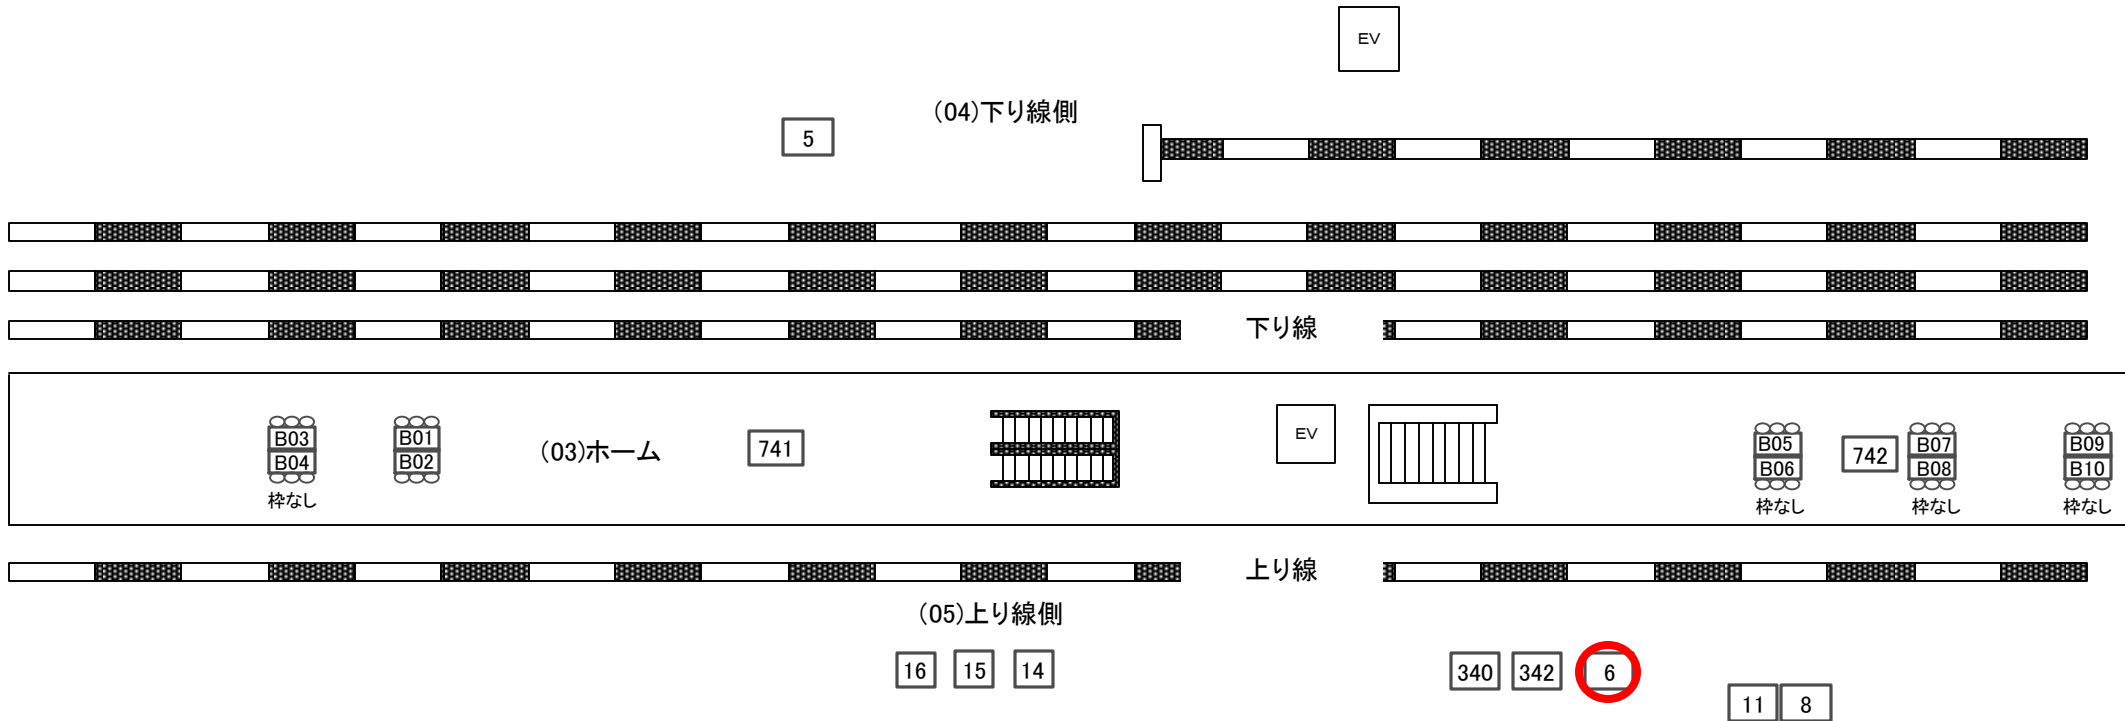 EV
(04)下り線側
5
下り線
B03
B04
枠なし
B01
B02
(03)ホーム
741
EV
B05
B06
枠なし
742
B07
B08
枠なし
B09
B10
枠なし
上り線
(05)上り線側
16 15 14
340 342 6
11 8